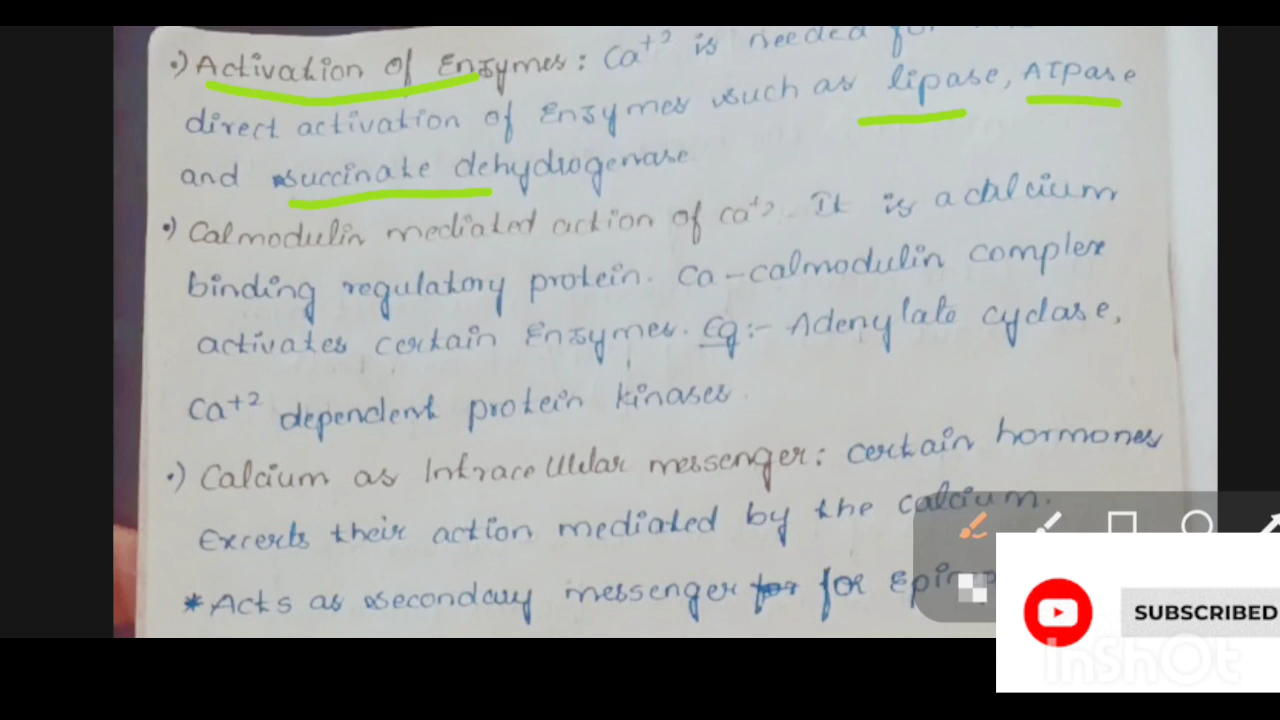 •) Activation of Enzymes: Ca⁺² is needed for
direct activation of Enzymes such as lipase, ATPase
and succinate dehydrogenase
•) Calmodulin mediated action of Ca⁺². It is a calcium
binding regulatory protein. Ca-calmodulin complex
activates certain Enzymes. Eg:- Adenylate cyclase,
Ca⁺² dependent protein kinases.
•) Calcium as Intracellular messenger: certain hormones
Excerts their action mediated by the calcium.
*Acts as secondary messenger for
SUBSCRIBED
InShOt